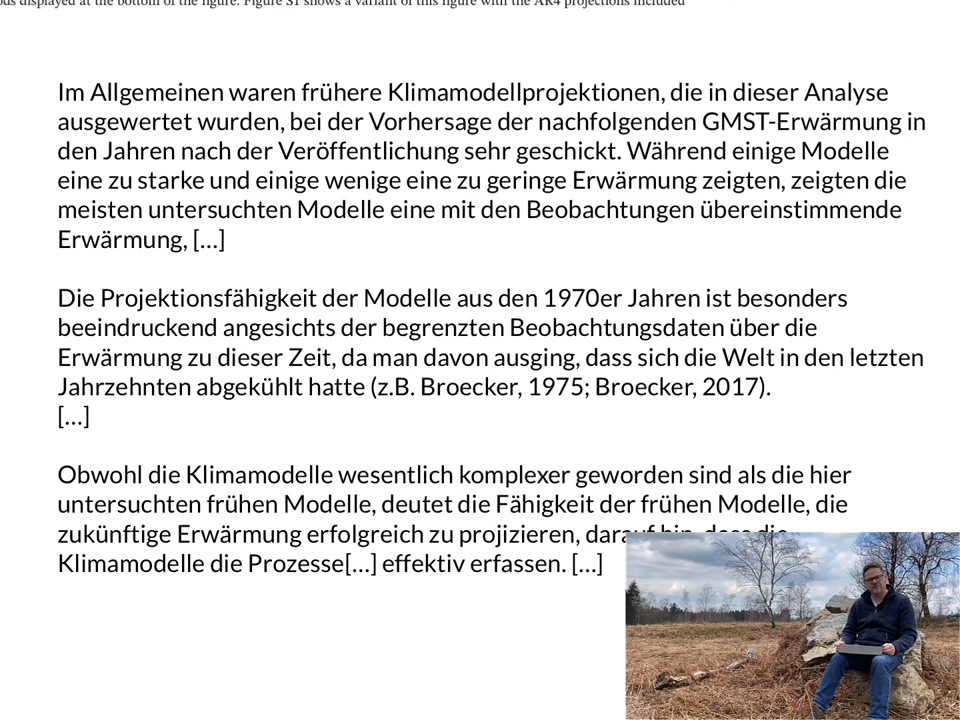 ods displayed at the bottom of the figure. Figure S1 shows a variant of this figure with the AR4 projections included
Im Allgemeinen waren frühere Klimamodellprojektionen, die in dieser Analyse
ausgewertet wurden, bei der Vorhersage der nachfolgenden GMST-Erwärmung in
den Jahren nach der Veröffentlichung sehr geschickt. Während einige Modelle
eine zu starke und einige wenige eine zu geringe Erwärmung zeigten, zeigten die
meisten untersuchten Modelle eine mit den Beobachtungen übereinstimmende
Erwärmung, [...]
Die Projektionsfähigkeit der Modelle aus den 1970er Jahren ist besonders
beeindruckend angesichts der begrenzten Beobachtungsdaten über die
Erwärmung zu dieser Zeit, da man davon ausging, dass sich die Welt in den letzten
Jahrzehnten abgekühlt hatte (z.B. Broecker, 1975; Broecker, 2017).
[...]
Obwohl die Klimamodelle wesentlich komplexer geworden sind als die hier
untersuchten frühen Modelle, deutet die Fähigkeit der frühen Modelle, die
zukünftige Erwärmung erfolgreich zu projizieren, darauf hin, dass die
Klimamodelle die Prozesse[...] effektiv erfassen. [...]